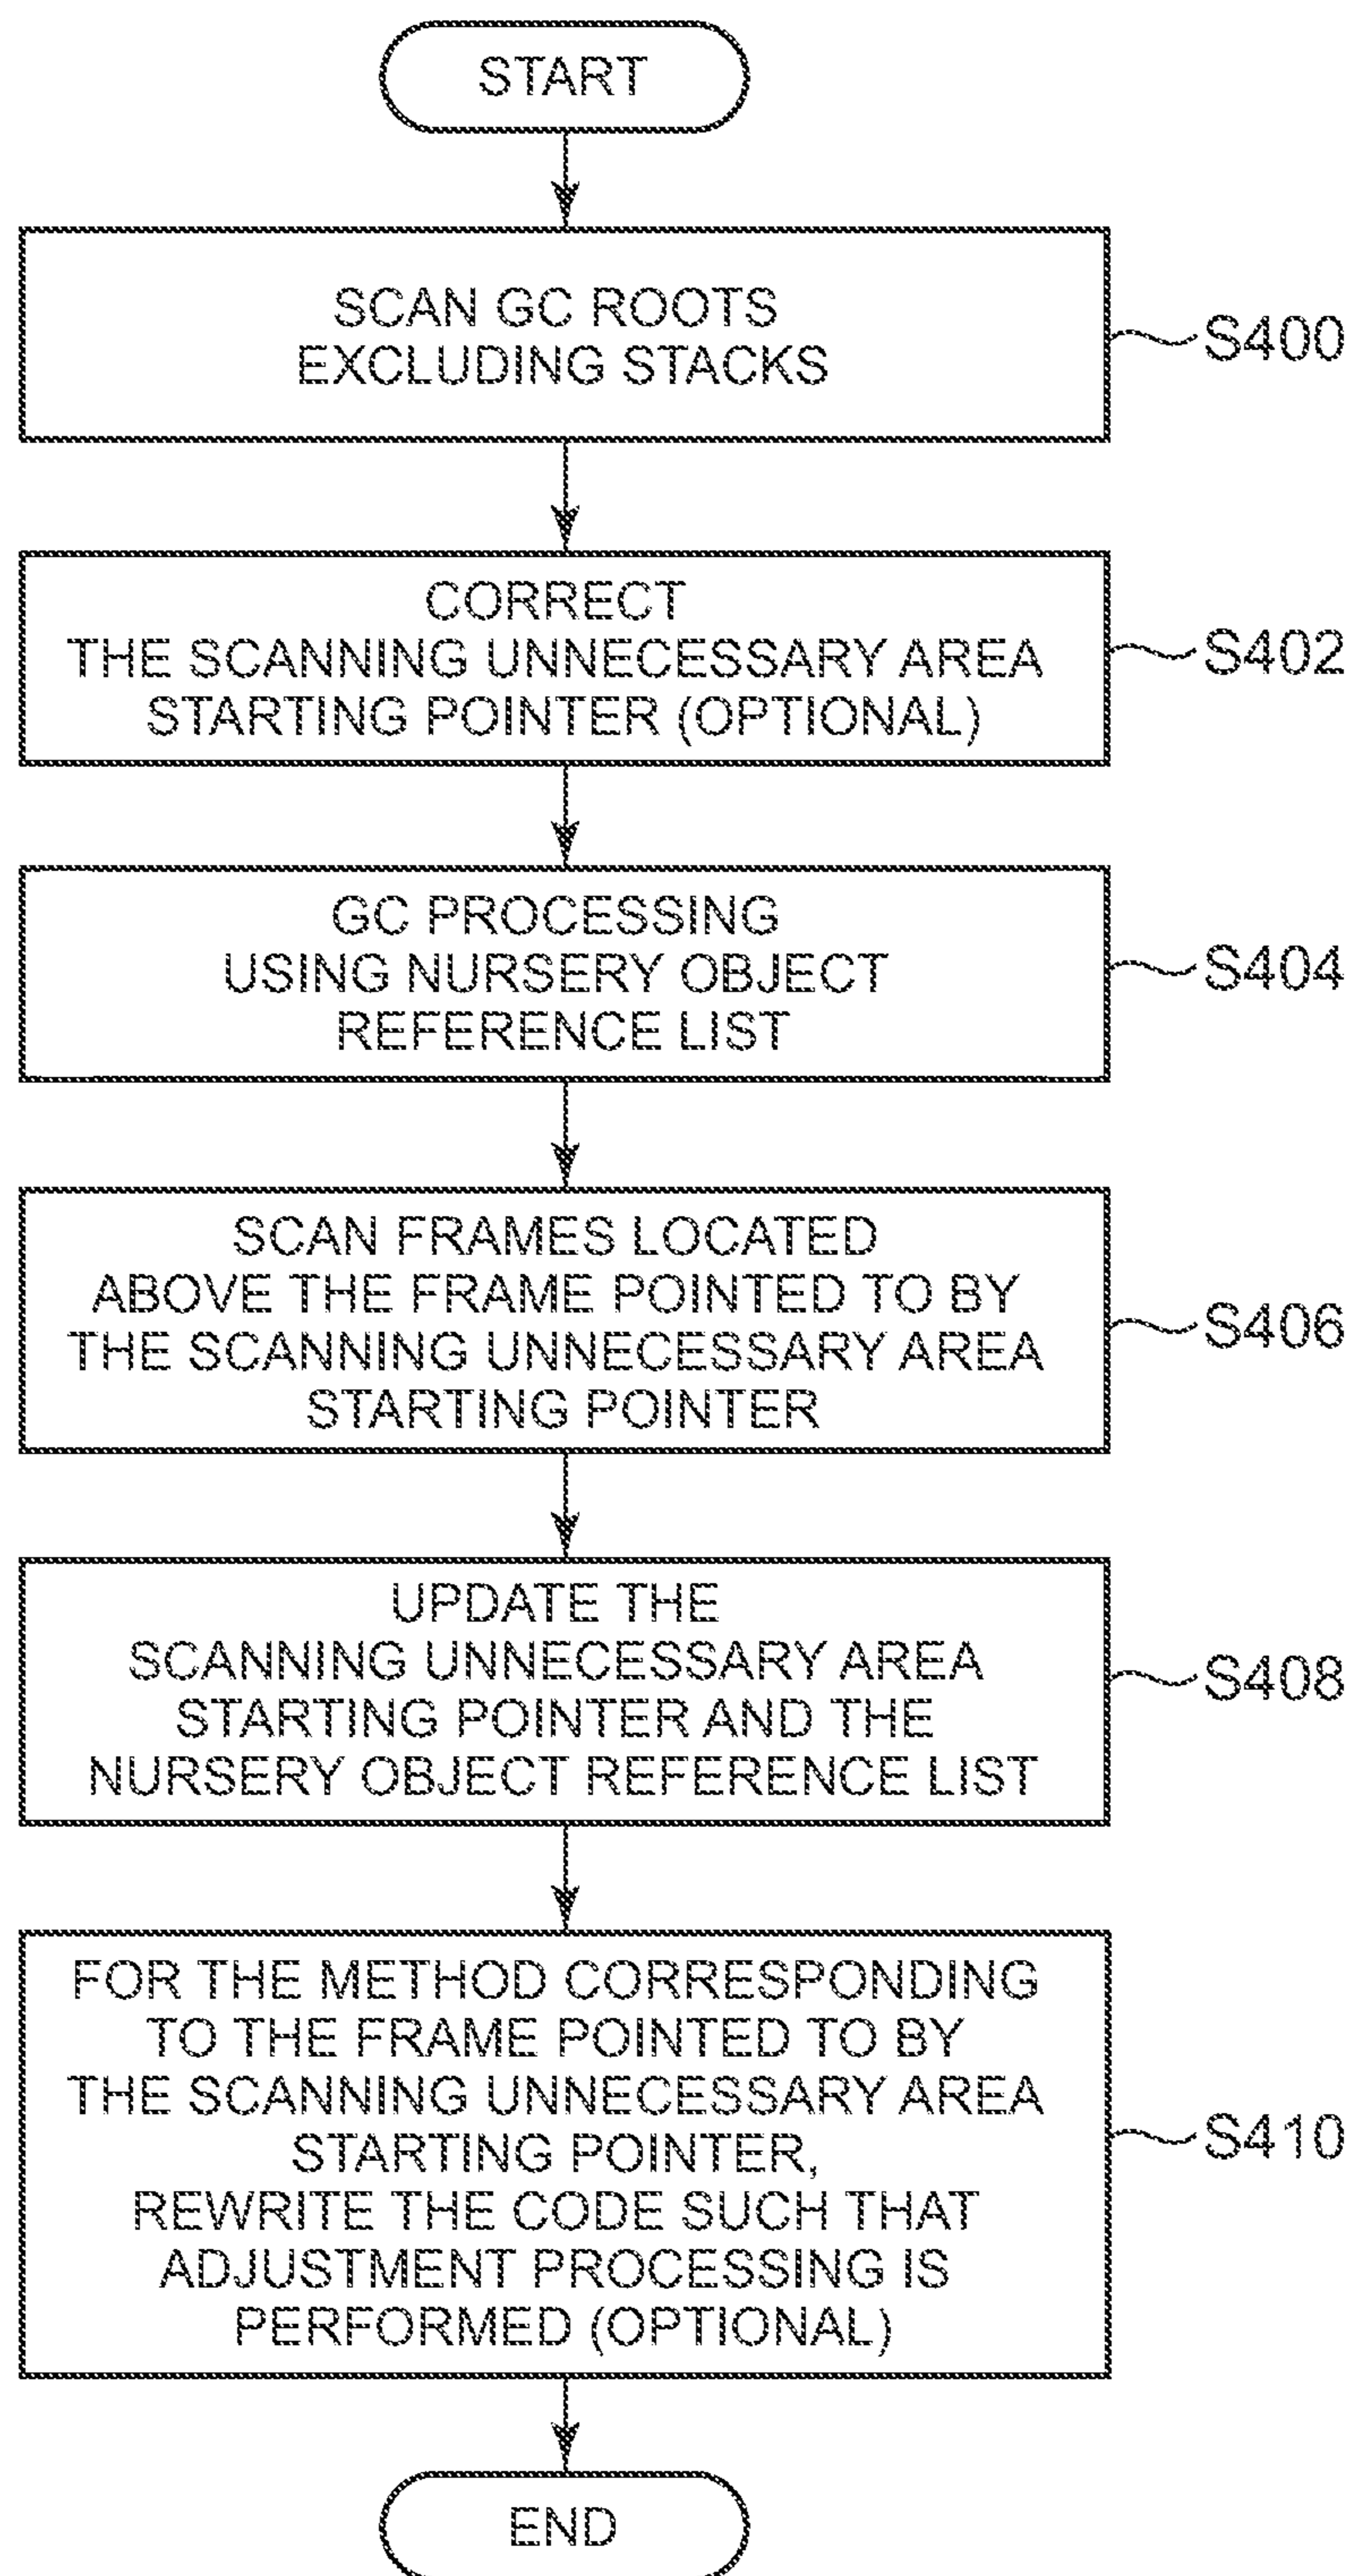 START
SCAN GC ROOTS
EXCLUDING STACKS
S400
CORRECT
THE SCANNING UNNECESSARY AREA
STARTING POINTER (OPTIONAL)
S402
GC PROCESSING
USING NURSERY OBJECT
REFERENCE LIST
S404
SCAN FRAMES LOCATED
ABOVE THE FRAME POINTED TO BY
THE SCANNING UNNECESSARY AREA
STARTING POINTER
S406
UPDATE THE
SCANNING UNNECESSARY AREA
STARTING POINTER AND THE
NURSERY OBJECT REFERENCE LIST
S408
FOR THE METHOD CORRESPONDING
TO THE FRAME POINTED TO BY
THE SCANNING UNNECESSARY AREA
STARTING POINTER,
REWRITE THE CODE SUCH THAT
ADJUSTMENT PROCESSING IS
PERFORMED (OPTIONAL)
S410
END